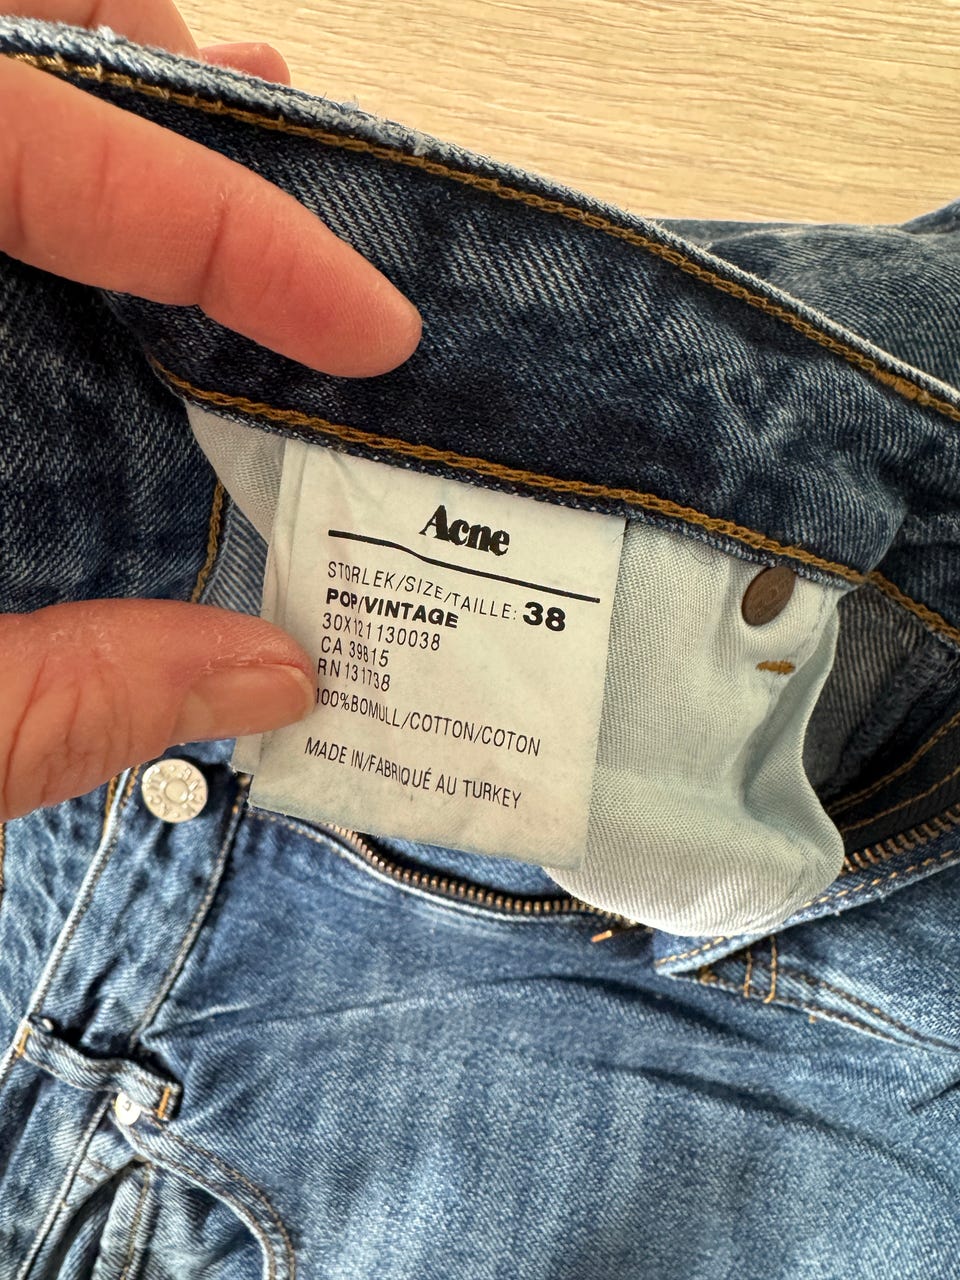 Acne
STORLEK/SIZE/TAILLE: 38
POP/VINTAGE
30X121130038
CA 39815
RN 131738
100%BOMULL/COTTON/COTON
MADE IN/FABRIQUÉ AU TURKEY